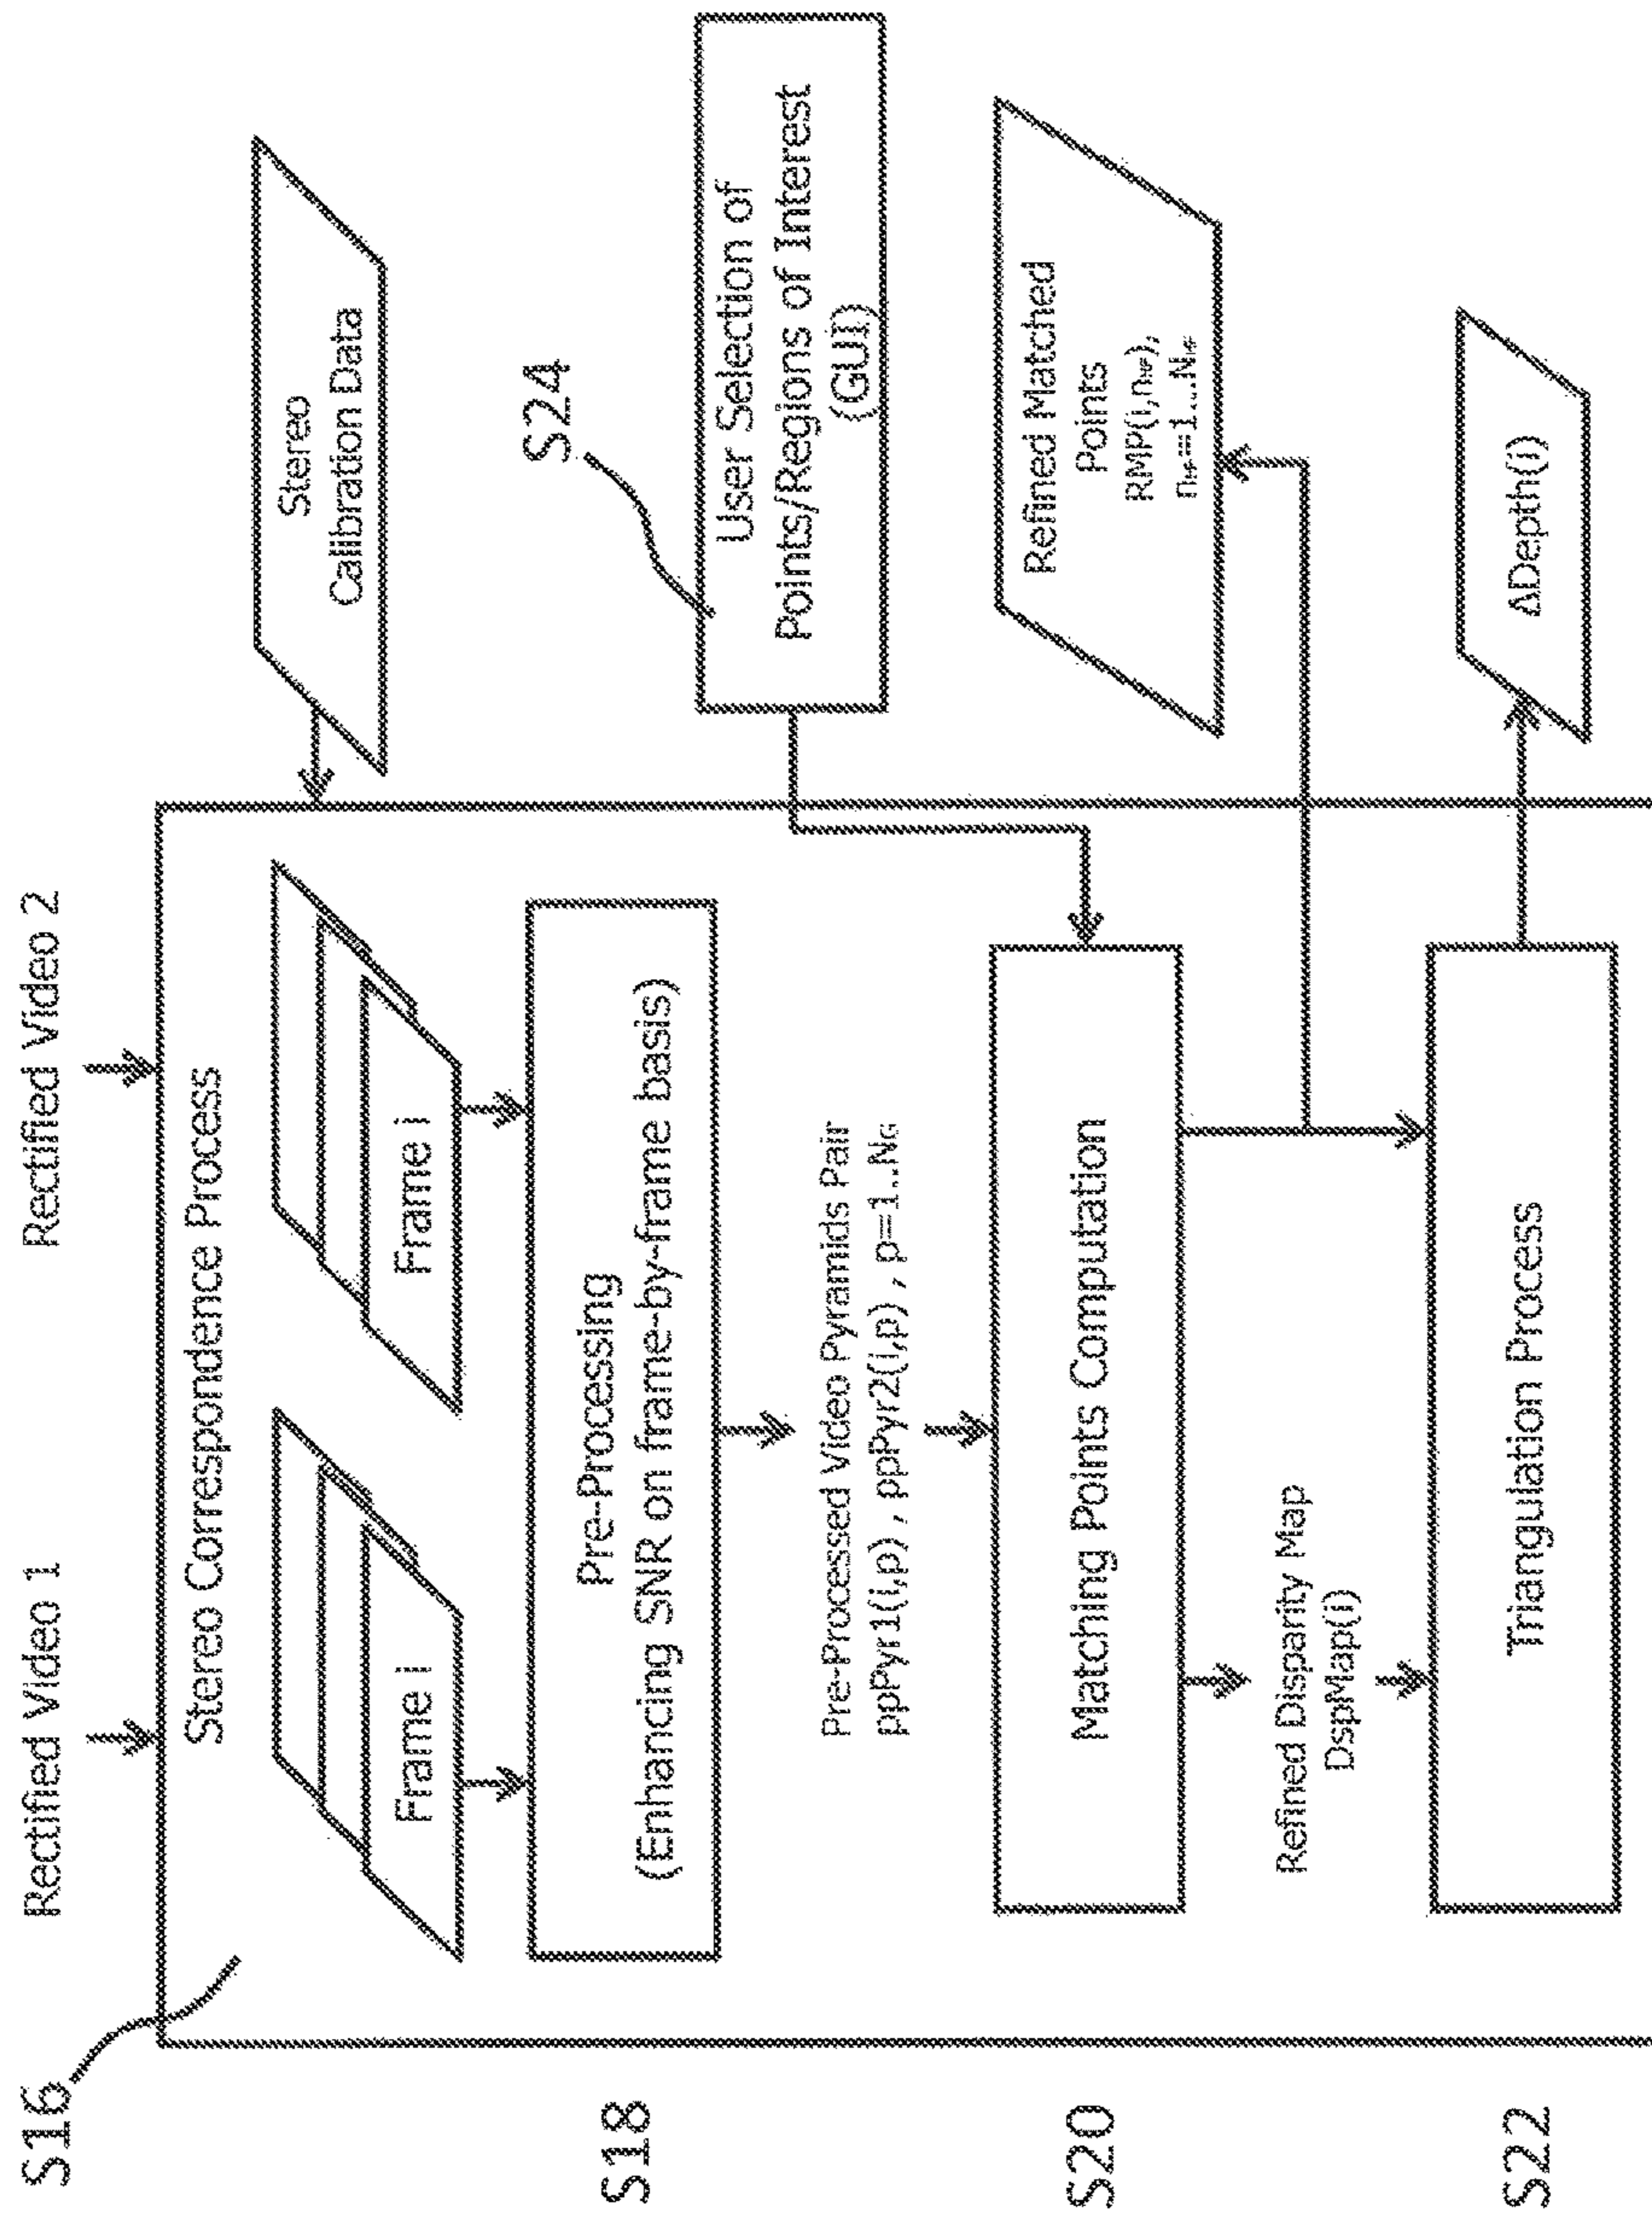 Rectified Video 1
Rectified Video 2
S16
Stereo Correspondence Process
Stereo
Calibration Data
Frame i
Frame i
S18
Pre-Processing
(Enhancing SNR on frame-by-frame basis)
S24
User Selection of
Points/Regions of Interest
(GUI)
Pre-Processed Video Pyramids Pair
ppPyr1(i,p) , ppPyr2(i,p) , p=1..NG
S20
Matching Points Computation
Refined Matched
Points
Refined Disparity Map
DspMap(i)
S22
Triangulation Process
ΔDepth(i)